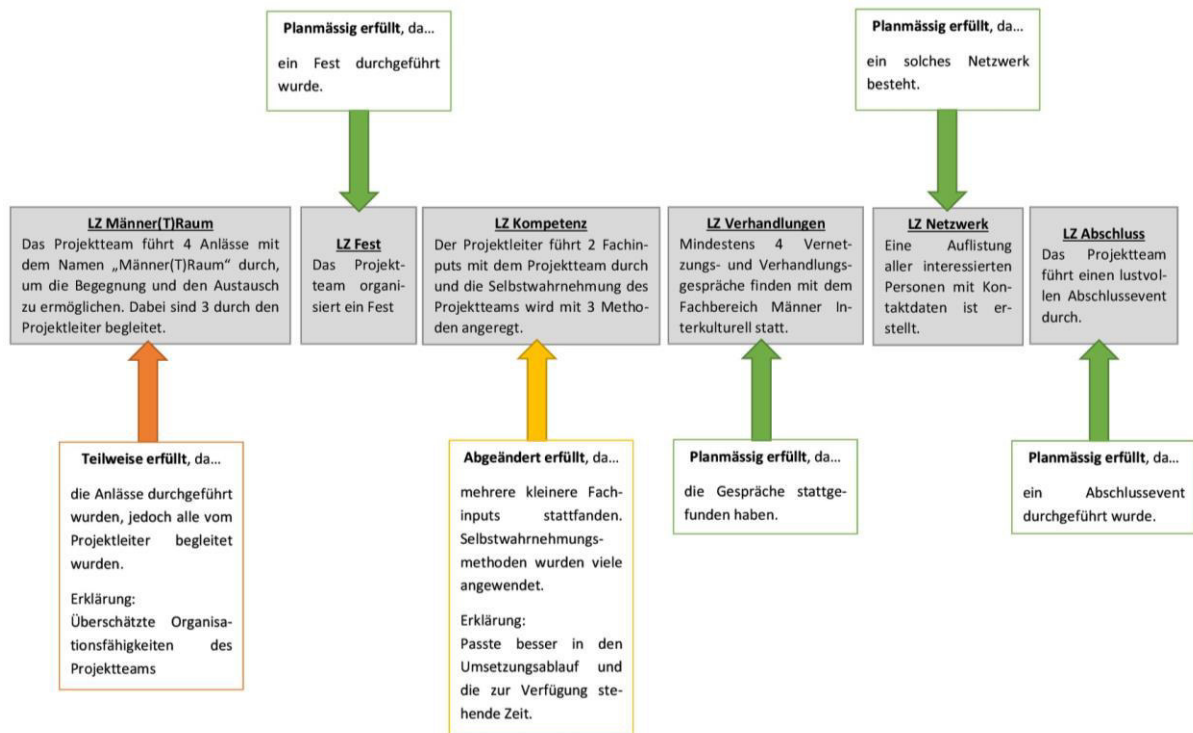 Planmässig erfüllt, da...
ein Fest durchgeführt
wurde.
Planmässig erfüllt, da...
ein solches Netzwerk
besteht.
LZ Männer(T)Raum
Das Projektteam führt 4 Anlässe mit
dem Namen „Männer(T)Raum“ durch,
um die Begegnung und den Austausch
zu ermöglichen. Dabei sind 3 durch den
Projektleiter begleitet.
LZ Fest
Das Projekt-
team organi-
siert ein Fest
LZ Kompetenz
Der Projektleiter führt 2 Fachin-
puts mit dem Projektteam durch
und die Selbstwahrnehmung des
Projektteams wird mit 3 Metho-
den angeregt.
LZ Verhandlungen
Mindestens 4 Vernet-
zungs- und Verhandlungs-
gespräche finden mit dem
Fachbereich Männer In-
terkulturell statt.
LZ Netzwerk
Eine Auflistung
aller interessierten
Personen mit Kon-
taktdaten ist er-
stellt.
LZ Abschluss
Das Projektteam
führt einen lustvol-
len Abschlussevent
durch.
Teilweise erfüllt, da...
die Anlässe durchgeführt
wurden, jedoch alle vom
Projektleiter begleitet
wurden.
Erklärung:
Überschätzte Organisa-
tionsfähigkeiten des
Projektteams
Abgeändert erfüllt, da...
mehrere kleinere Fach-
inputs stattfanden.
Selbstwahrnehmungs-
methoden wurden viele
angewendet.
Erklärung:
Passte besser in den
Umsetzungsablauf und
die zur Verfügung ste-
hende Zeit.
Planmässig erfüllt, da...
die Gespräche stattge-
funden haben.
Planmässig erfüllt, da...
ein Abschlussevent
durchgeführt wurde.